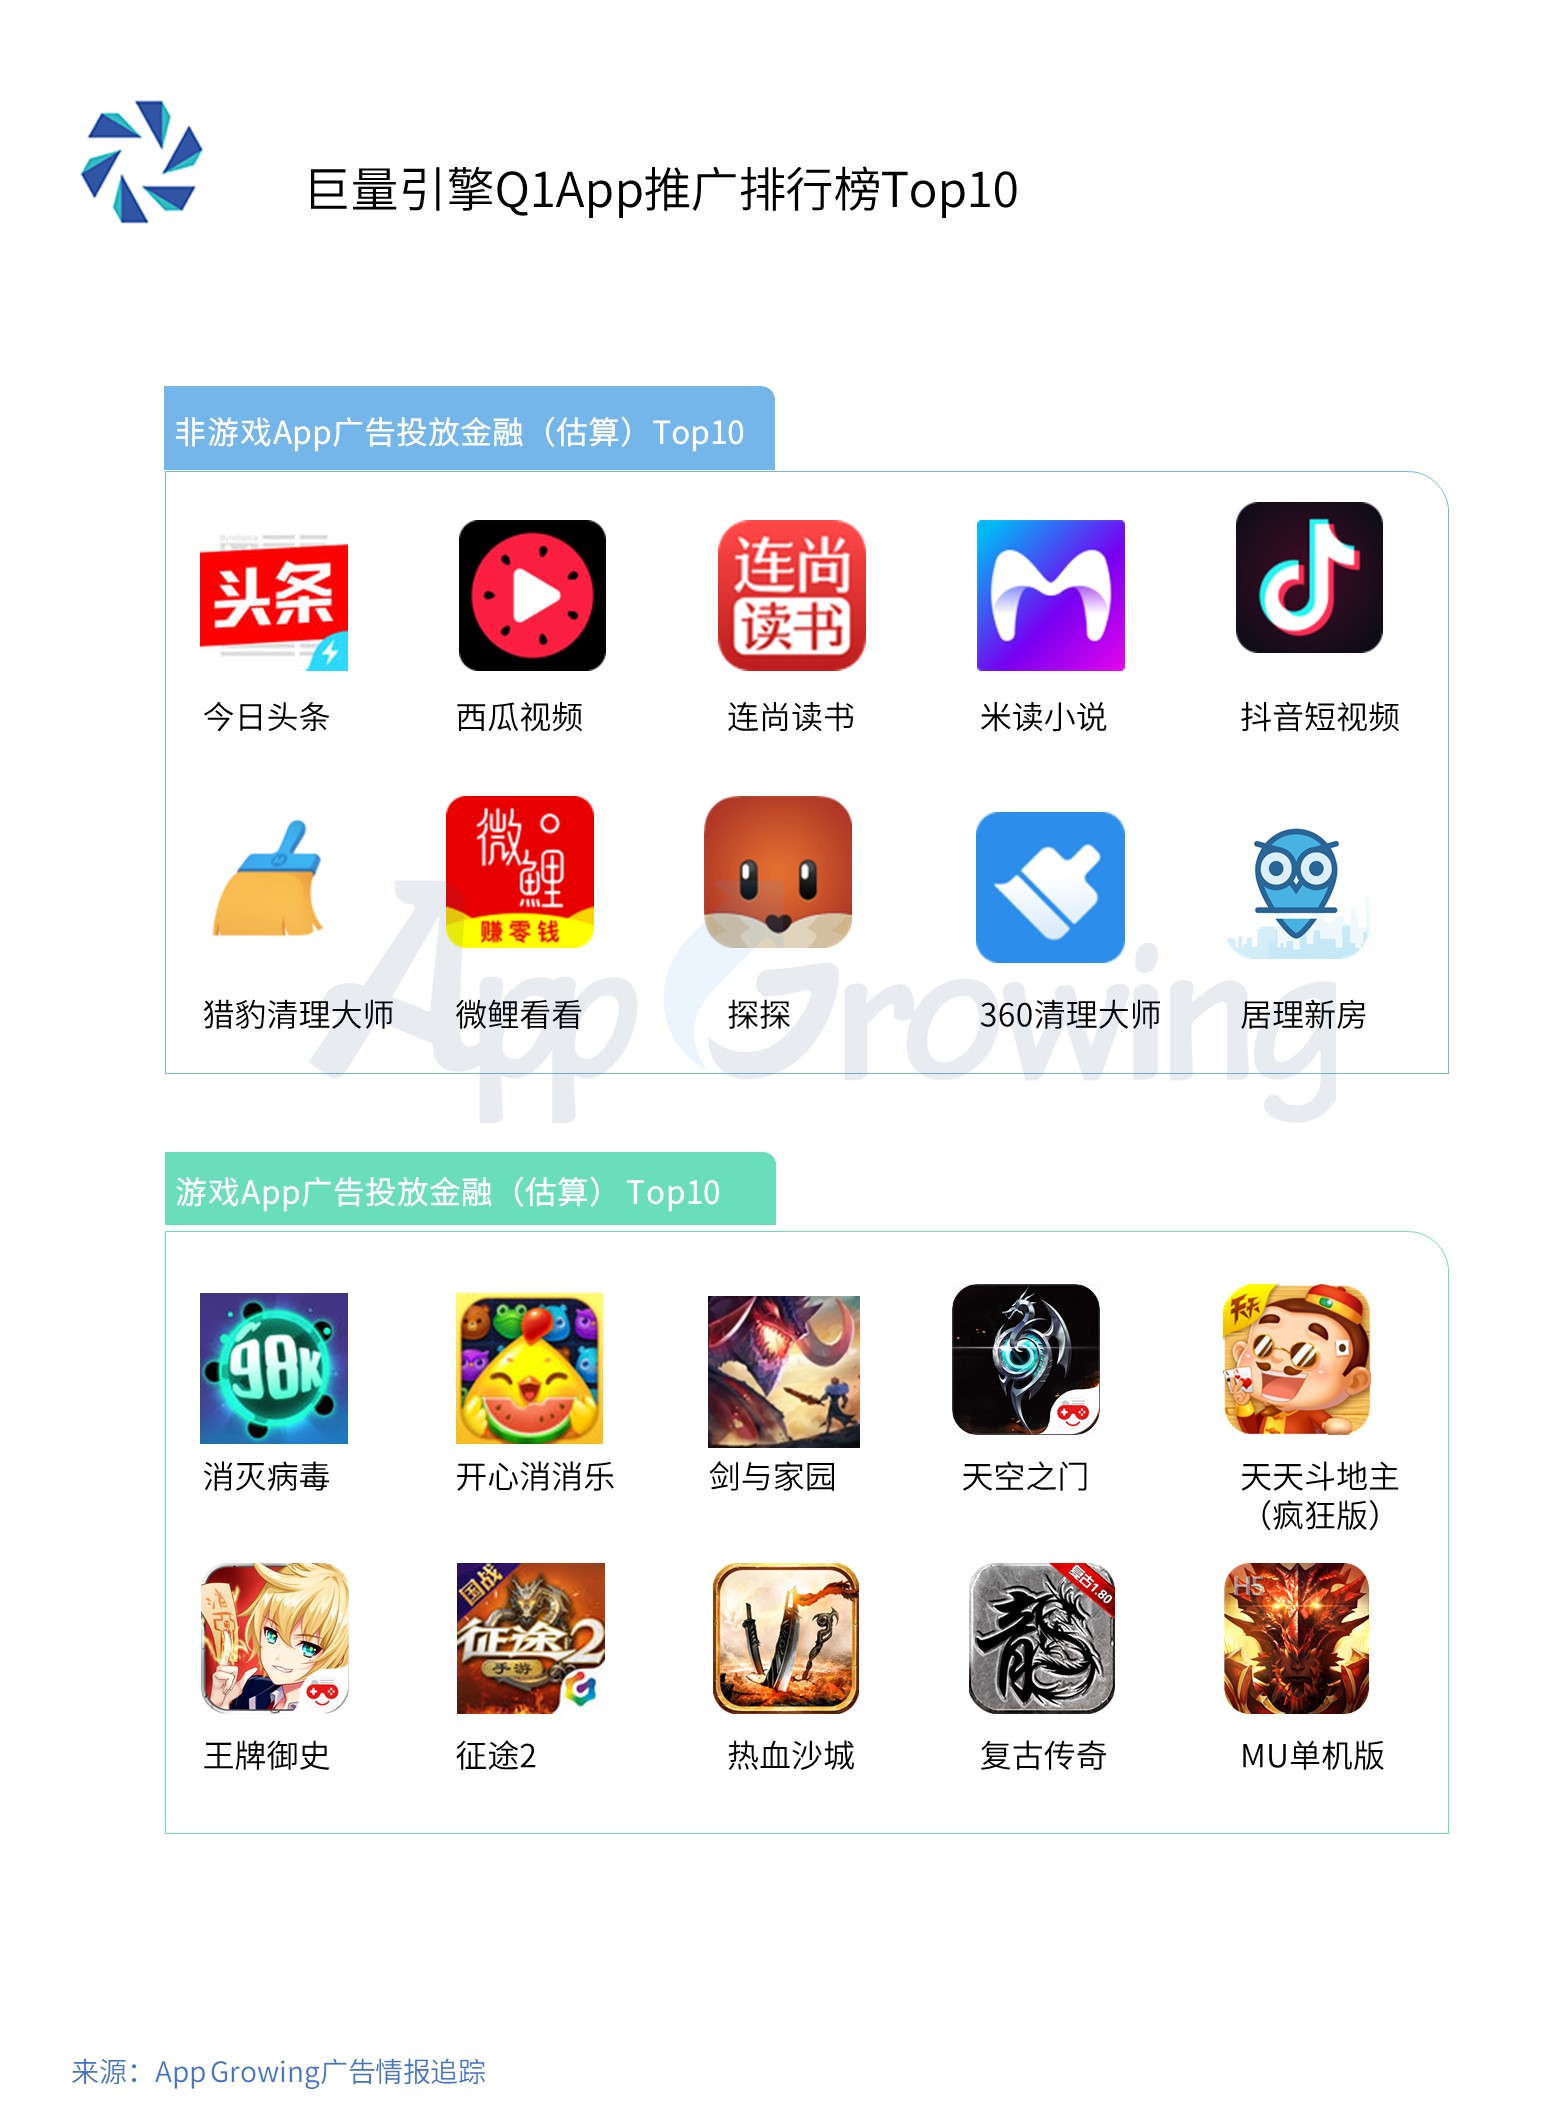 巨量引擎Q1App推广排行榜Top10
非游戏App广告投放金融（估算）Top10
头条
连尚
读书
今日头条
西瓜视频
连尚读书
米读小说
抖音短视频
微
鲤
赚零钱
猎豹清理大师
微鲤看看
探探
360清理大师
居理新房
App Growing
游戏App广告投放金融（估算） Top10
98K
天天
消灭病毒
开心消消乐
剑与家园
天空之门
天天斗地主
（疯狂版）
国战
征途2
手游
龍
复古1.80
H5
王牌御史
征途2
热血沙城
复古传奇
MU单机版
来源：App Growing广告情报追踪